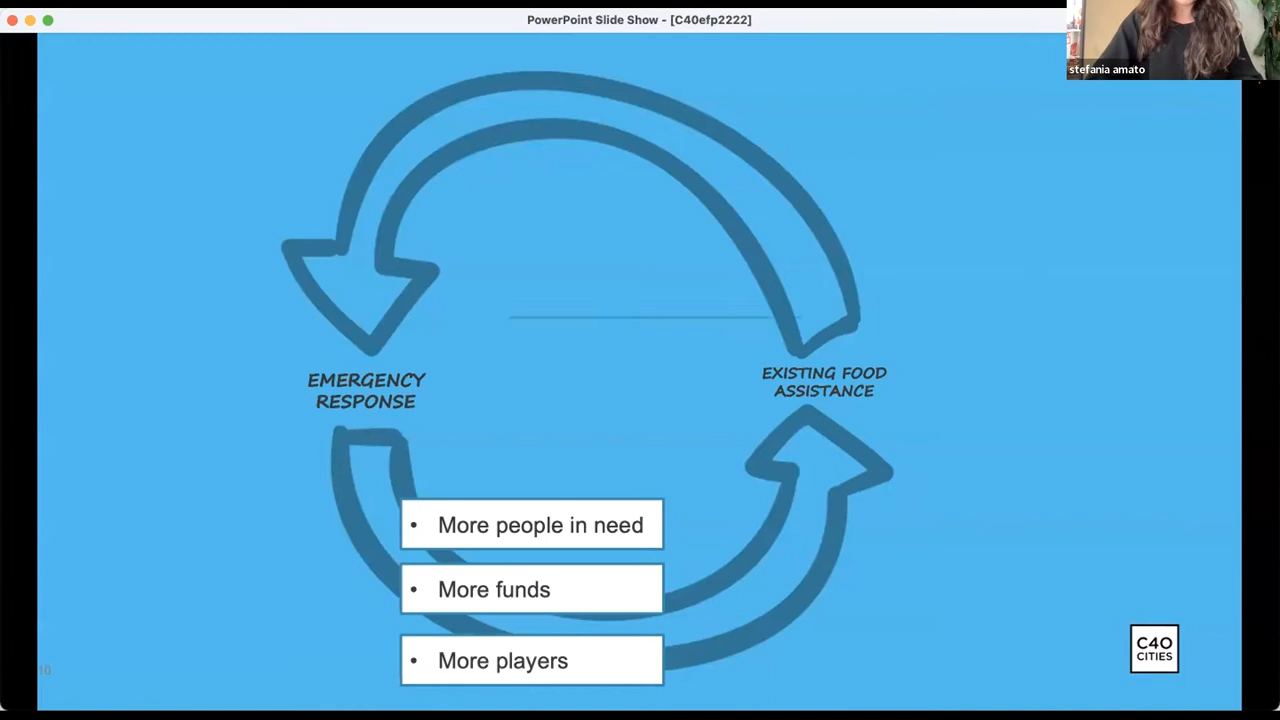 PowerPoint Slide Show - [C40efp2222]
stefania amato
EMERGENCY
RESPONSE
EXISTING FOOD
ASSISTANCE
• More people in need
• More funds
• More players
C40
CITIES
10